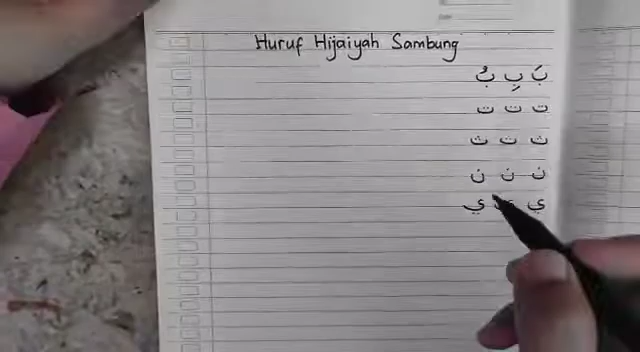 Huruf Hijaiyah Sambung
بَ بِ بُ
ت ت ت
ث ث ث
ن ن ن
ي ي ي